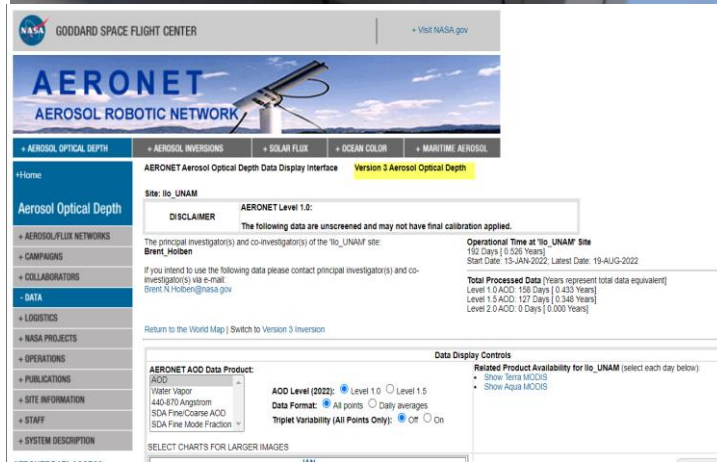 NASA
GODDARD SPACE FLIGHT CENTER
+ Visit NASA.gov
AERONET
AEROSOL ROBOTIC NETWORK
+ AEROSOL OPTICAL DEPTH
+ AEROSOL INVERSIONS
+ SOLAR FLUX
+ OCEAN COLOR
+ MARITIME AEROSOL
+Home
Aerosol Optical Depth
+ AEROSOL/FLUX NETWORKS
+ CAMPAIGNS
+ COLLABORATORS
- DATA
+ LOGISTICS
+ NASA PROJECTS
+ OPERATIONS
+ PUBLICATIONS
+ SITE INFORMATION
+ STAFF
+ SYSTEM DESCRIPTION
AERONET Aerosol Optical Depth Data Display Interface Version 3 Aerosol Optical Depth
Site: Ilo_UNAM
DISCLAIMER
AERONET Level 1.0:
The following data are unscreened and may not have final calibration applied.
The principal investigator(s) and co-investigator(s) of the 'Ilo_UNAM' site:
Brent_Holben
If you intend to use the following data please contact principal investigator(s) and co-
investigator(s) via e-mail:
Brent.N.Holben@nasa.gov
Operational Time at 'Ilo_UNAM' Site
192 Days [ 0.526 Years]
Start Date: 13-JAN-2022; Latest Date: 19-AUG-2022
Total Processed Data [Years represent total data equivalent]
Level 1.0 AOD: 158 Days [ 0.433 Years]
Level 1.5 AOD: 127 Days [ 0.348 Years]
Level 2.0 AOD: 0 Days [ 0.000 Years]
Return to the World Map | Switch to Version 3 Inversion
Data Display Controls
AERONET AOD Data Product:
AOD
Water Vapor
440-870 Angstrom
SDA Fine/Coarse AOD
SDA Fine Mode Fraction
AOD Level (2022): Level 1.0 Level 1.5
Data Format: All points Daily averages
Triplet Variability (All Points Only): Off On
Related Product Availability for Ilo_UNAM (select each day below):
Show Terra MODIS
Show Aqua MODIS
SELECT CHARTS FOR LARGER IMAGES
JAN